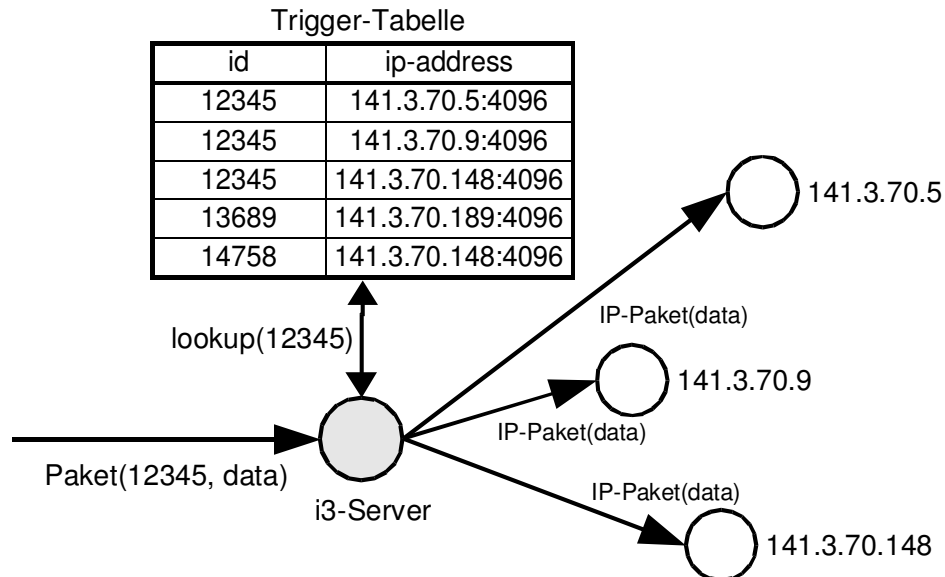 Trigger-Tabelle
id ip-address
12345 141.3.70.5:4096
12345 141.3.70.9:4096
12345 141.3.70.148:4096
13689 141.3.70.189:4096
14758 141.3.70.148:4096
141.3.70.5
IP-Paket(data)
lookup(12345)
141.3.70.9
IP-Paket(data)
Paket(12345, data)
IP-Paket(data)
i3-Server
141.3.70.148